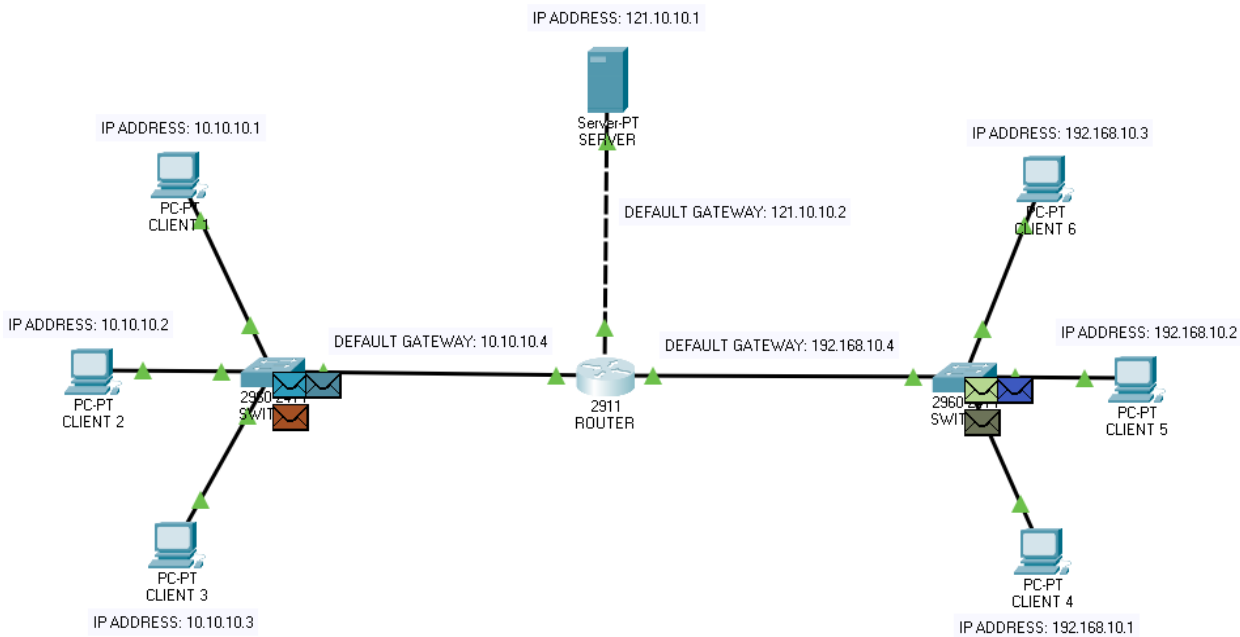 IP ADDRESS: 121.10.10.1
Server-PT
SERVER
IP ADDRESS: 10.10.10.1
PC-PT
CLIENT 1
IP ADDRESS: 192.168.10.3
PC-PT
CLIENT 6
DEFAULT GATEWAY: 121.10.10.2
IP ADDRESS: 10.10.10.2
PC-PT
CLIENT 2
DEFAULT GATEWAY: 10.10.10.4
DEFAULT GATEWAY: 192.168.10.4
IP ADDRESS: 192.168.10.2
PC-PT
CLIENT 5
2911
ROUTER
PC-PT
CLIENT 3
IP ADDRESS: 10.10.10.3
PC-PT
CLIENT 4
IP ADDRESS: 192.168.10.1